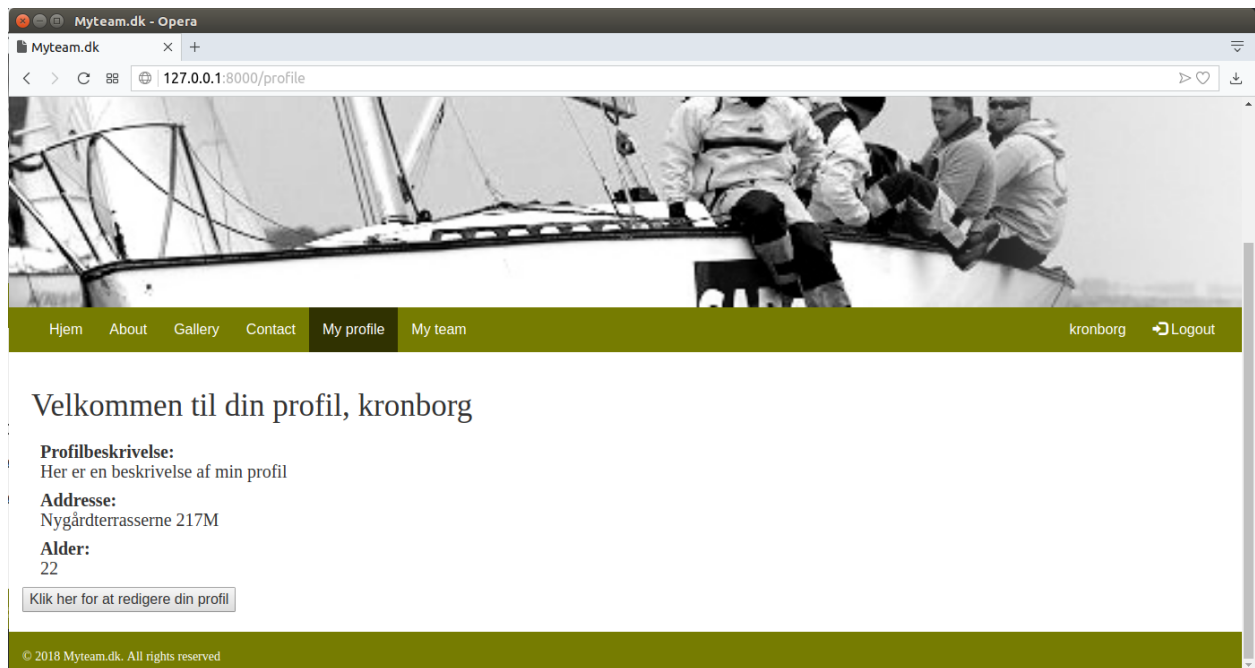 Myteam.dk - Opera
Myteam.dk
127.0.0.1:8000/profile
Hjem About Gallery Contact My profile My team kronborg Logout
Velkommen til din profil, kronborg
Profilbeskrivelse:
Her er en beskrivelse af min profil
Addresse:
Nygårdterrasserne 217M
Alder:
22
Klik her for at redigere din profil
© 2018 Myteam.dk. All rights reserved